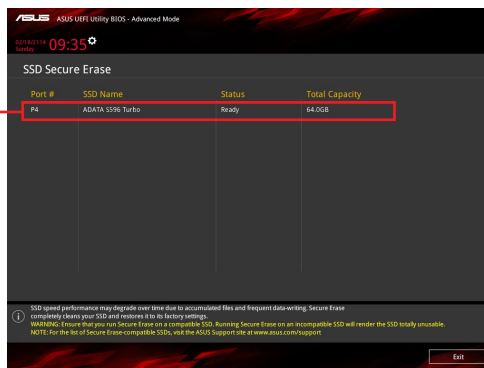 ASUS ASUS UEFI Utility BIOS - Advanced Mode
02/18/2114
Sunday
09:35
SSD Secure Erase
Port # SSD Name Status Total Capacity
P4 ADATA S596 Turbo Ready 64.0GB
SSD speed performance may degrade over time due to accumulated files and frequent data-writing. Secure Erase
completely cleans your SSD and restores it to its factory settings.
WARNING: Ensure that you run Secure Erase on a compatible SSD. Running Secure Erase on an incompatible SSD will render the SSD totally unusable.
NOTE: For the list of Secure Erase-compatible SSDs, visit the ASUS Support site at www.asus.com/support
Exit